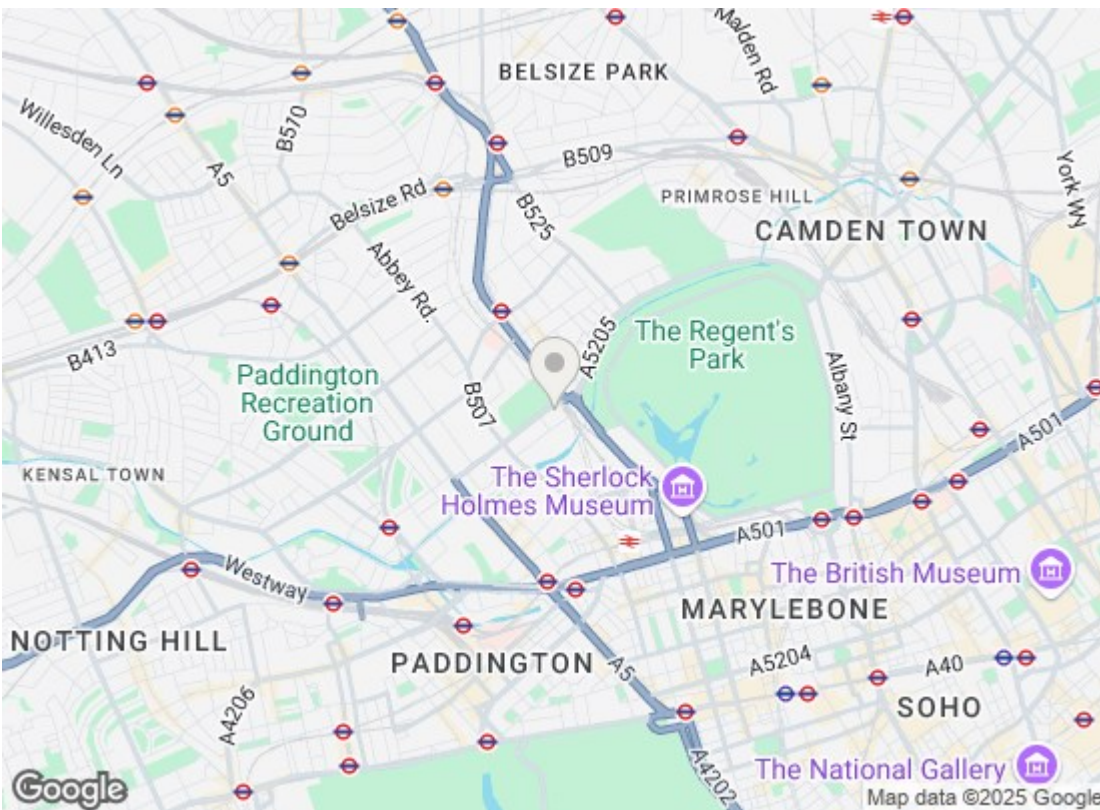 Malden Rd
BELSIZE PARK
B510
Willesden Ln
A5
B509
York Wy
Belsize Rd
PRIMROSE HILL
B525
CAMDEN TOWN
Abbey Rd.
A5205
The Regent's
Park
B413
Paddington
Recreation
Ground
B507
Albany St
A501
KENSAL TOWN
The Sherlock
Holmes Museum
A501
Westway
The British Museum
MARYLEBONE
NOTTING HILL
PADDINGTON
A5
A5204
A40
A206
SOHO
A4202
The National Gallery
Google
Map data ©2025 Google